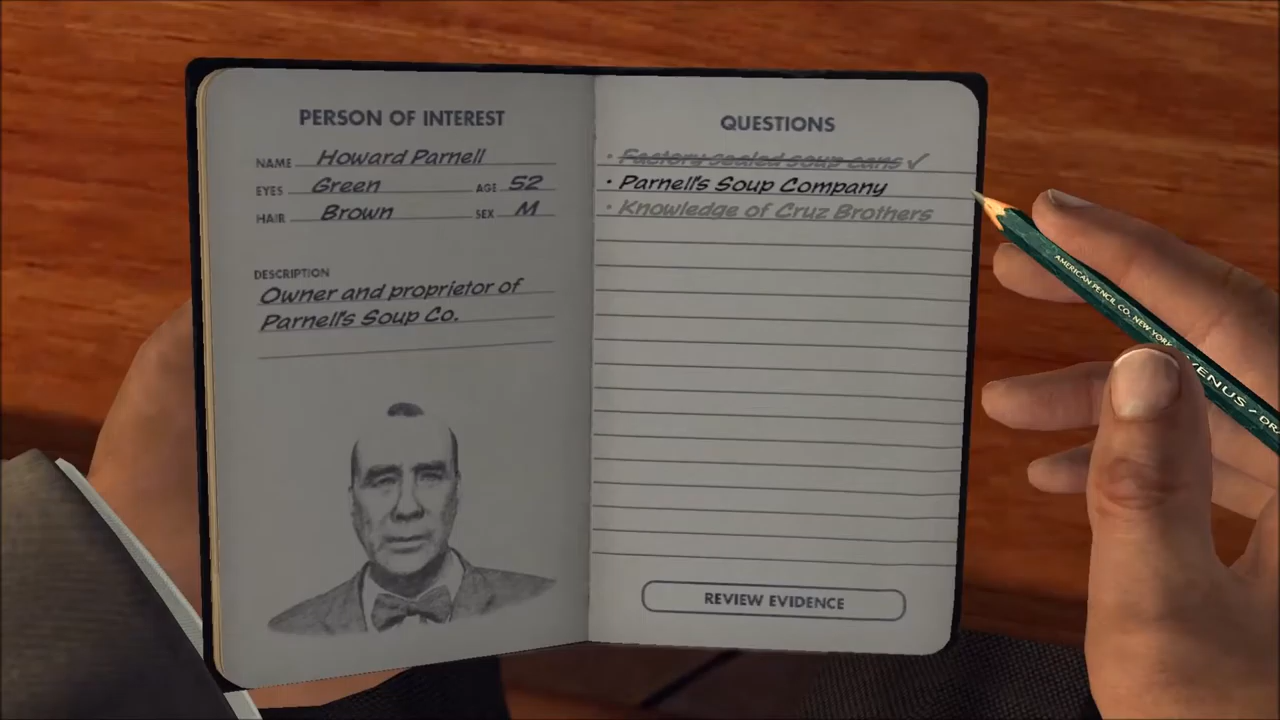 PERSON OF INTEREST
NAME Howard Parnell
EYES Green AGE 52
HAIR Brown SEX M
DESCRIPTION
Owner and proprietor of
Parnell's Soup Co.
QUESTIONS
• Factory sealed soup cans ✓
• Parnell's Soup Company
• Knowledge of Cruz Brothers
REVIEW EVIDENCE
AMERICAN PENCIL CO. NEW YORK
VENUS / DRA